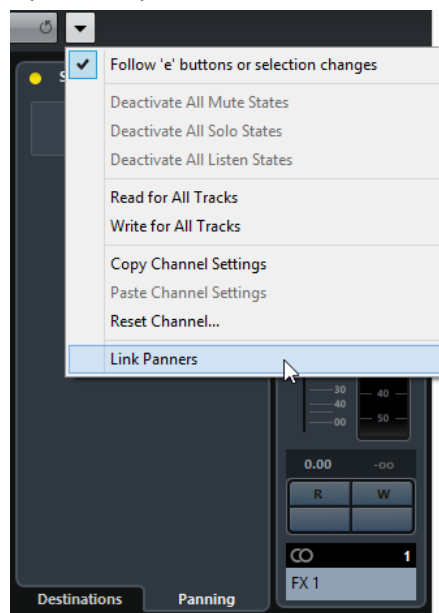 S
Follow 'e' buttons or selection changes
Deactivate All Mute States
Deactivate All Solo States
Deactivate All Listen States
Read for All Tracks
Write for All Tracks
Copy Channel Settings
Paste Channel Settings
Reset Channel...
Link Panners
30
40
40
00
50
0.00 -oo
R W
1
FX 1
Destinations Panning